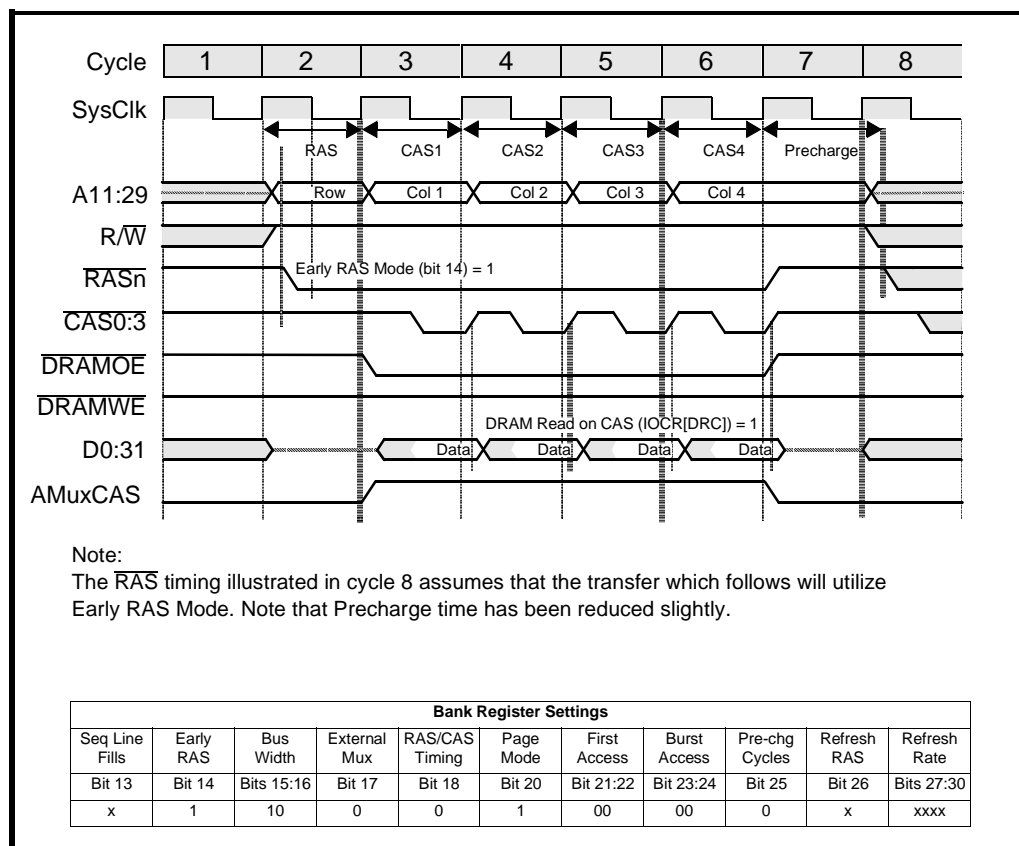 Cycle 1 2 3 4 5 6 7 8
SysClk
RAS CAS1 CAS2 CAS3 CAS4 Precharge
A11:29 Row Col 1 Col 2 Col 3 Col 4
R/W̅
R̅A̅S̅n̅ Early RAS Mode (bit 14) = 1
C̅A̅S̅0̅:̅3̅
D̅R̅A̅M̅O̅E̅
D̅R̅A̅M̅W̅E̅
DRAM Read on CAS (IOCR[DRC]) = 1
D0:31 Data Data Data Data
AMuxCAS
Note:
The R̅A̅S̅ timing illustrated in cycle 8 assumes that the transfer which follows will utilize
Early RAS Mode. Note that Precharge time has been reduced slightly.
Bank Register Settings
Seq Line Early Bus External RAS/CAS Page First Burst Pre-chg Refresh Refresh
Fills RAS Width Mux Timing Mode Access Access Cycles RAS Rate
Bit 13 Bit 14 Bits 15:16 Bit 17 Bit 18 Bit 20 Bit 21:22 Bit 23:24 Bit 25 Bit 26 Bits 27:30
x 1 10 0 0 1 00 00 0 x xxxx